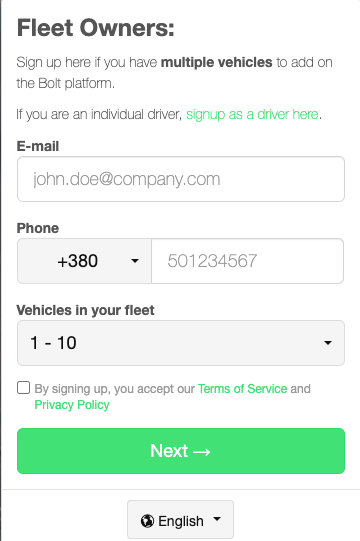 Fleet Owners:
Sign up here if you have multiple vehicles to add on
the Bolt platform.
If you are an individual driver, signup as a driver here.
E-mail
john.doe@company.com
Phone
+380 501234567
Vehicles in your fleet
1 - 10
By signing up, you accept our Terms of Service and
Privacy Policy
Next →
English